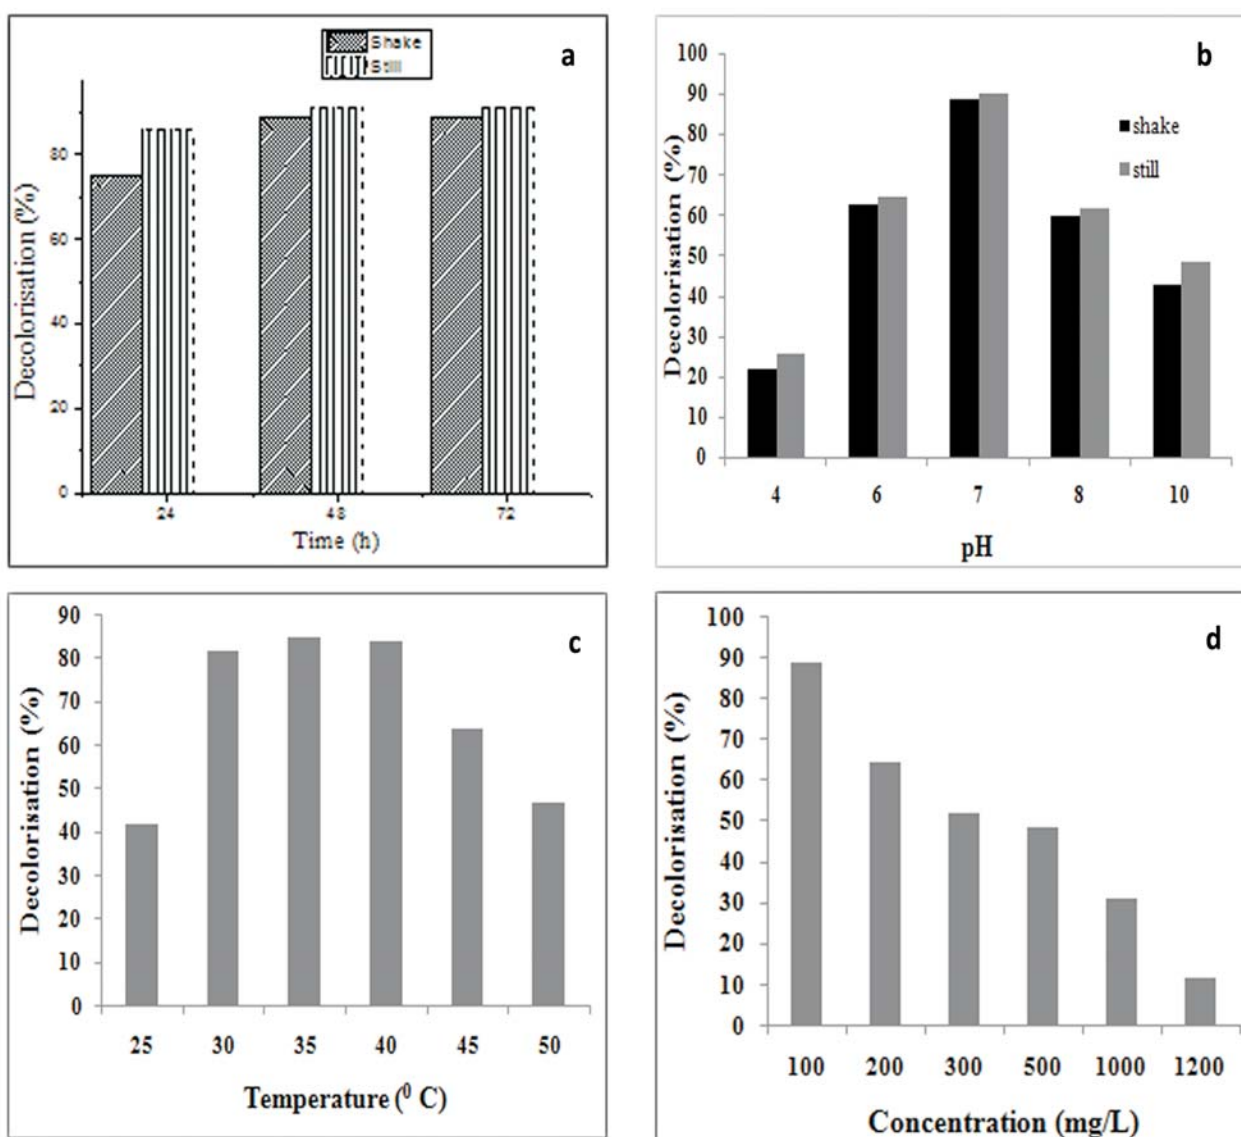 a
Shake
Still
Decolorisation (%)
80
60
40
20
0
24 48 72
Time (h)
b
shake
still
Decolorisation (%)
100
90
80
70
60
50
40
30
20
10
0
4 6 7 8 10
pH
c
Decolorisation (%)
90
80
70
60
50
40
30
20
10
0
25 30 35 40 45 50
Temperature (⁰ C)
d
Decolorisation (%)
100
90
80
70
60
50
40
30
20
10
0
100 200 300 500 1000 1200
Concentration (mg/L)